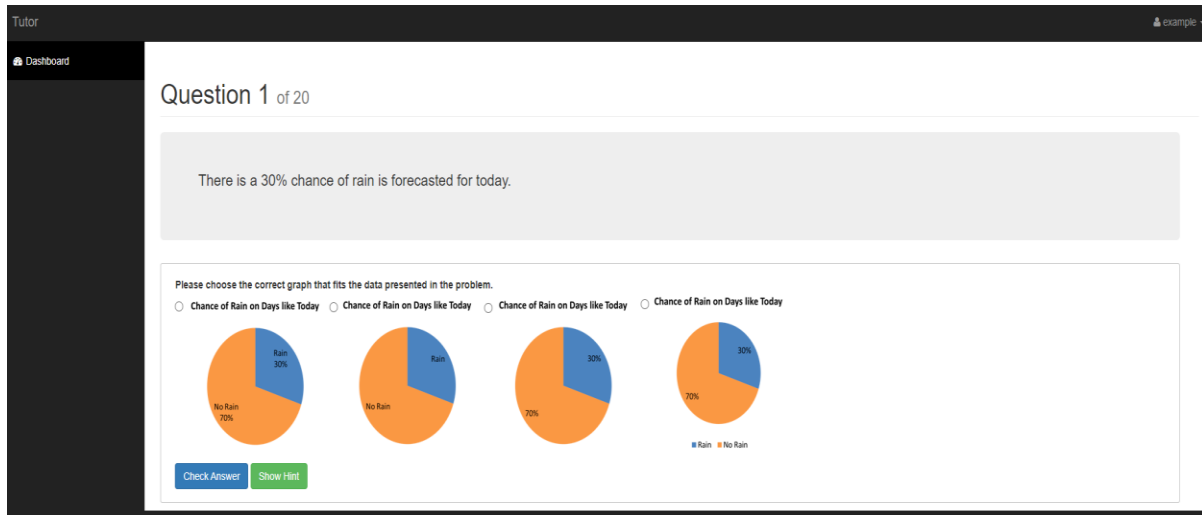 Tutor
example
Dashboard
Question 1 of 20
There is a 30% chance of rain is forecasted for today.
Please choose the correct graph that fits the data presented in the problem.
Chance of Rain on Days like Today
Chance of Rain on Days like Today
Chance of Rain on Days like Today
Chance of Rain on Days like Today
Rain
30%
No Rain
70%
Rain
No Rain
30%
70%
30%
70%
Rain No Rain
Check Answer Show Hint